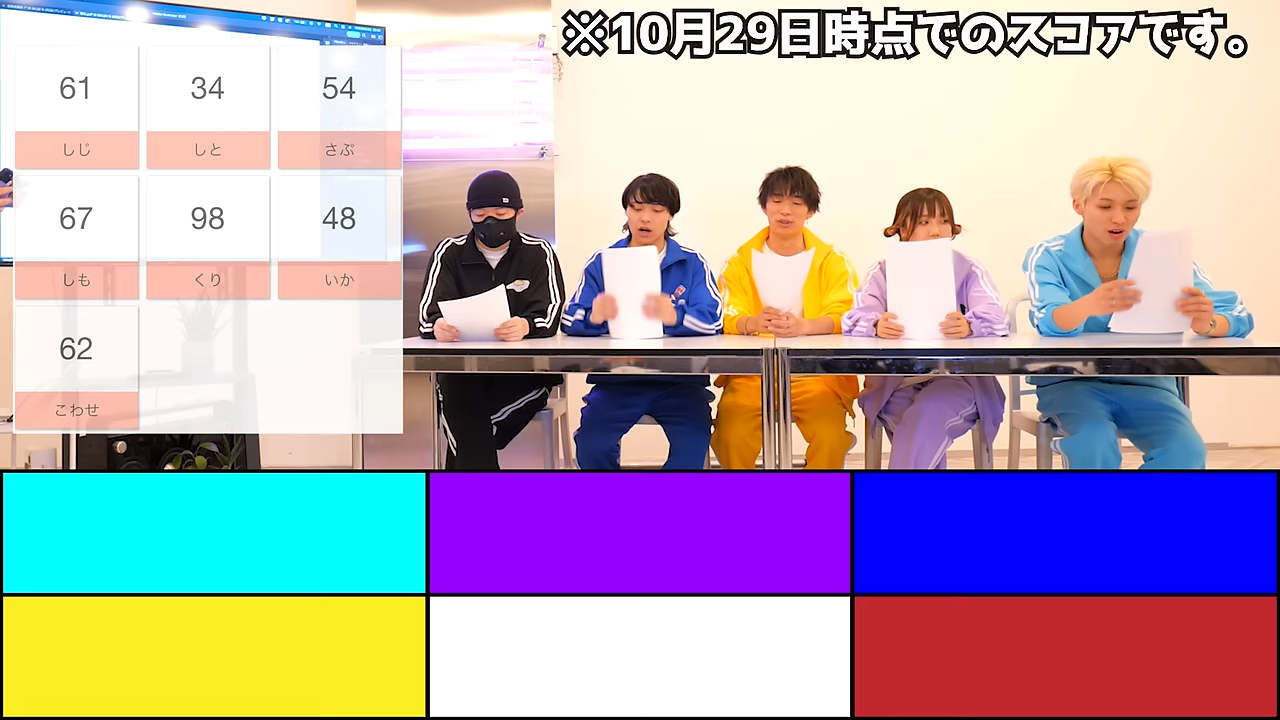 ※10月29日時点でのスコアです。
61
34
54
しじ
しと
さぷ
67
98
48
しも
くり
いか
62
こわせ